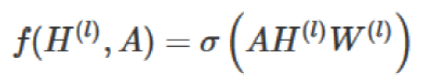 f(H⁽ˡ⁾, A) = σ (AH⁽ˡ⁾W⁽ˡ⁾)